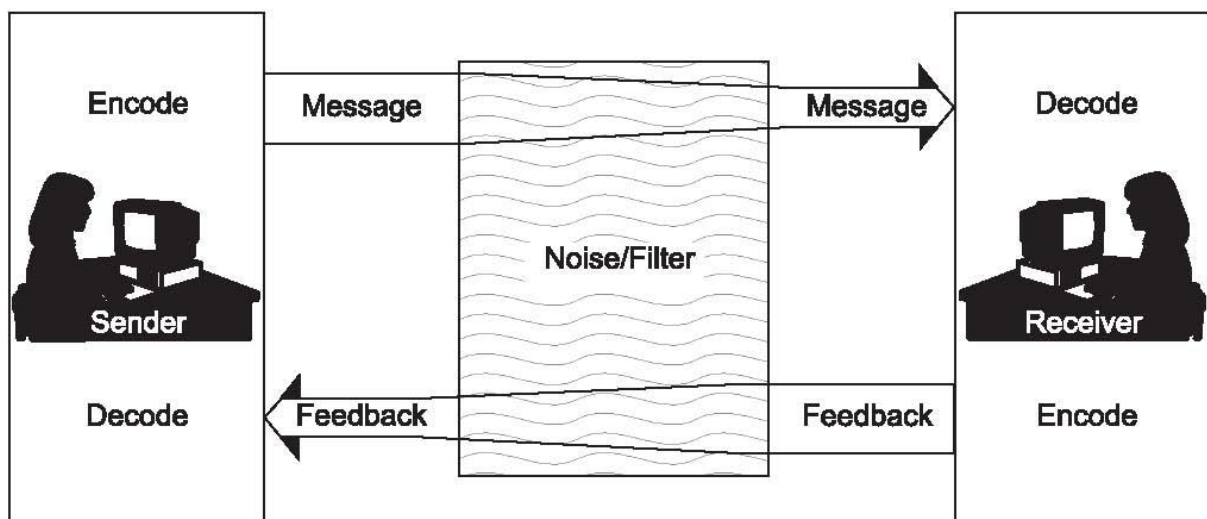 Encode
Message
Message
Decode
Noise/Filter
Sender
Receiver
Decode
Feedback
Feedback
Encode